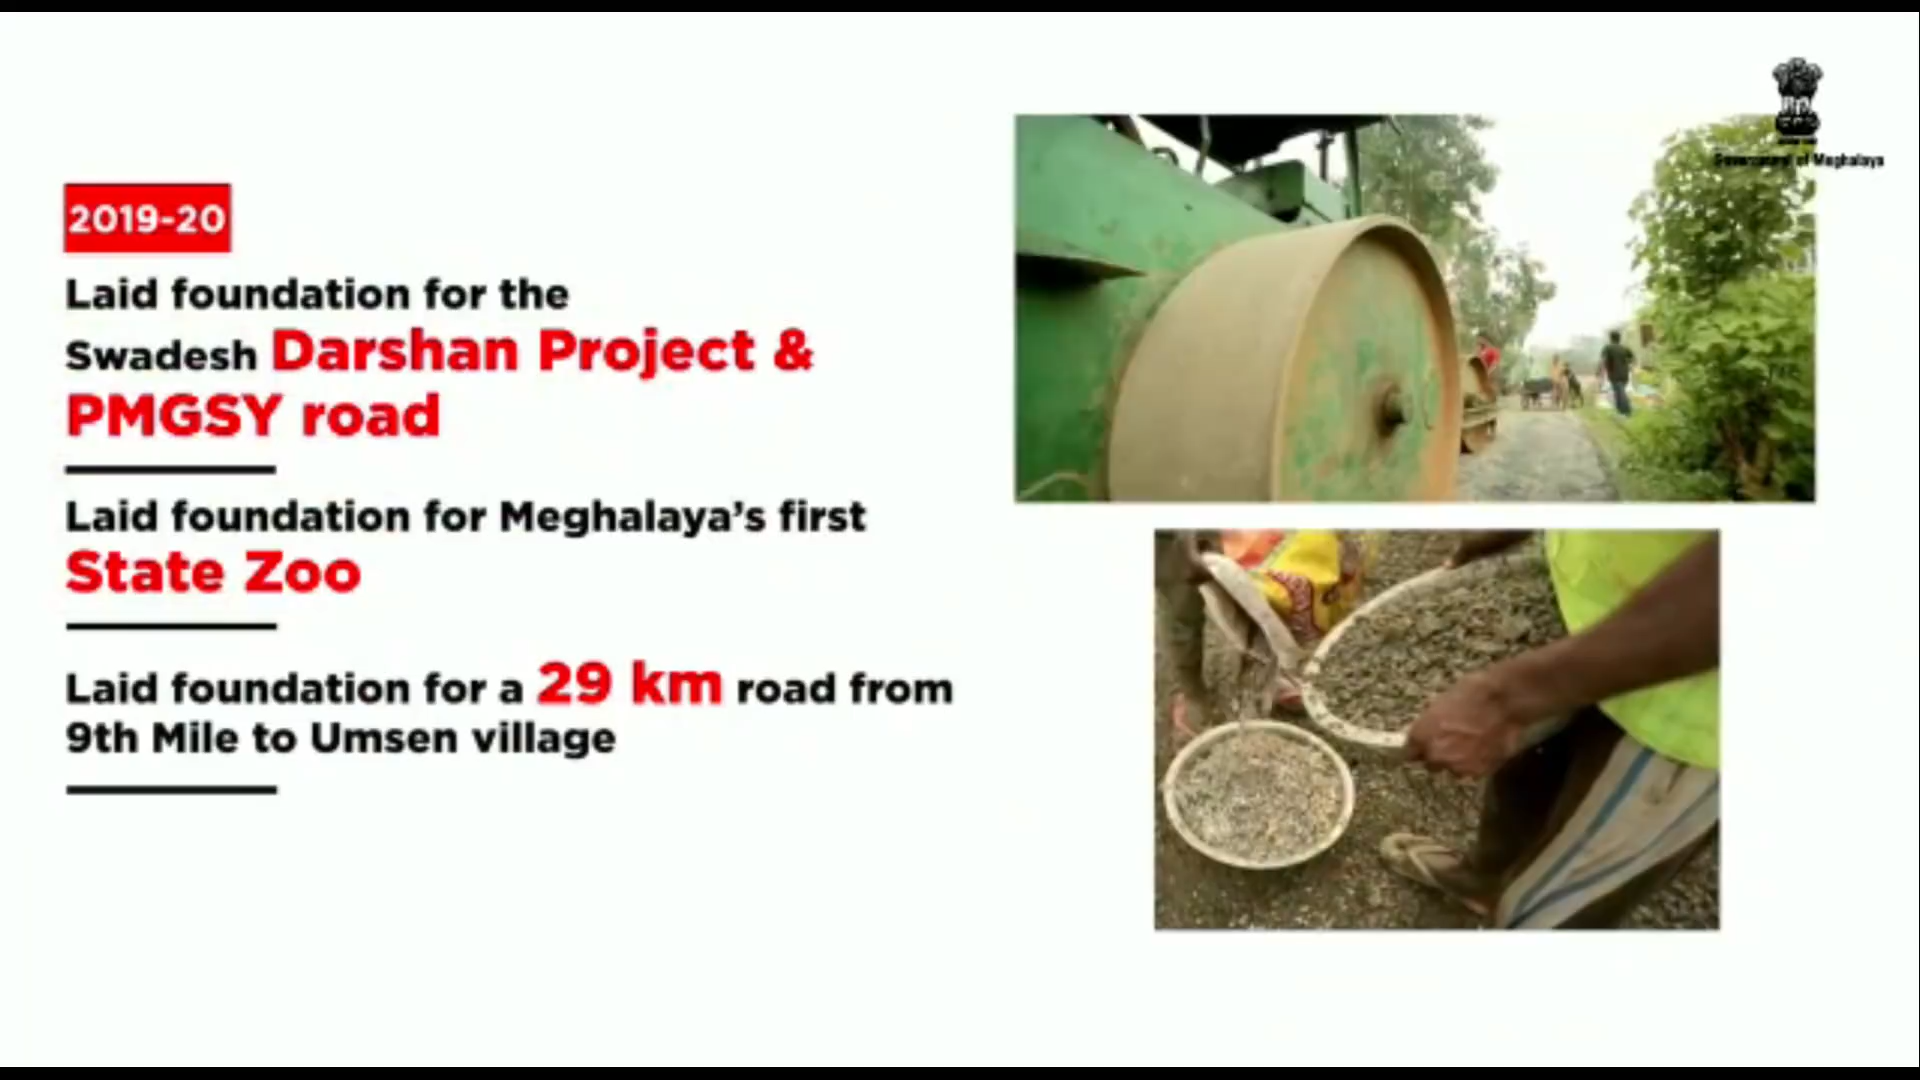 2019-20
Laid foundation for the
Swadesh Darshan Project &
PMGSY road
Laid foundation for Meghalaya's first
State Zoo
Laid foundation for a 29 km road from
9th Mile to Umsen village
Government of Meghalaya